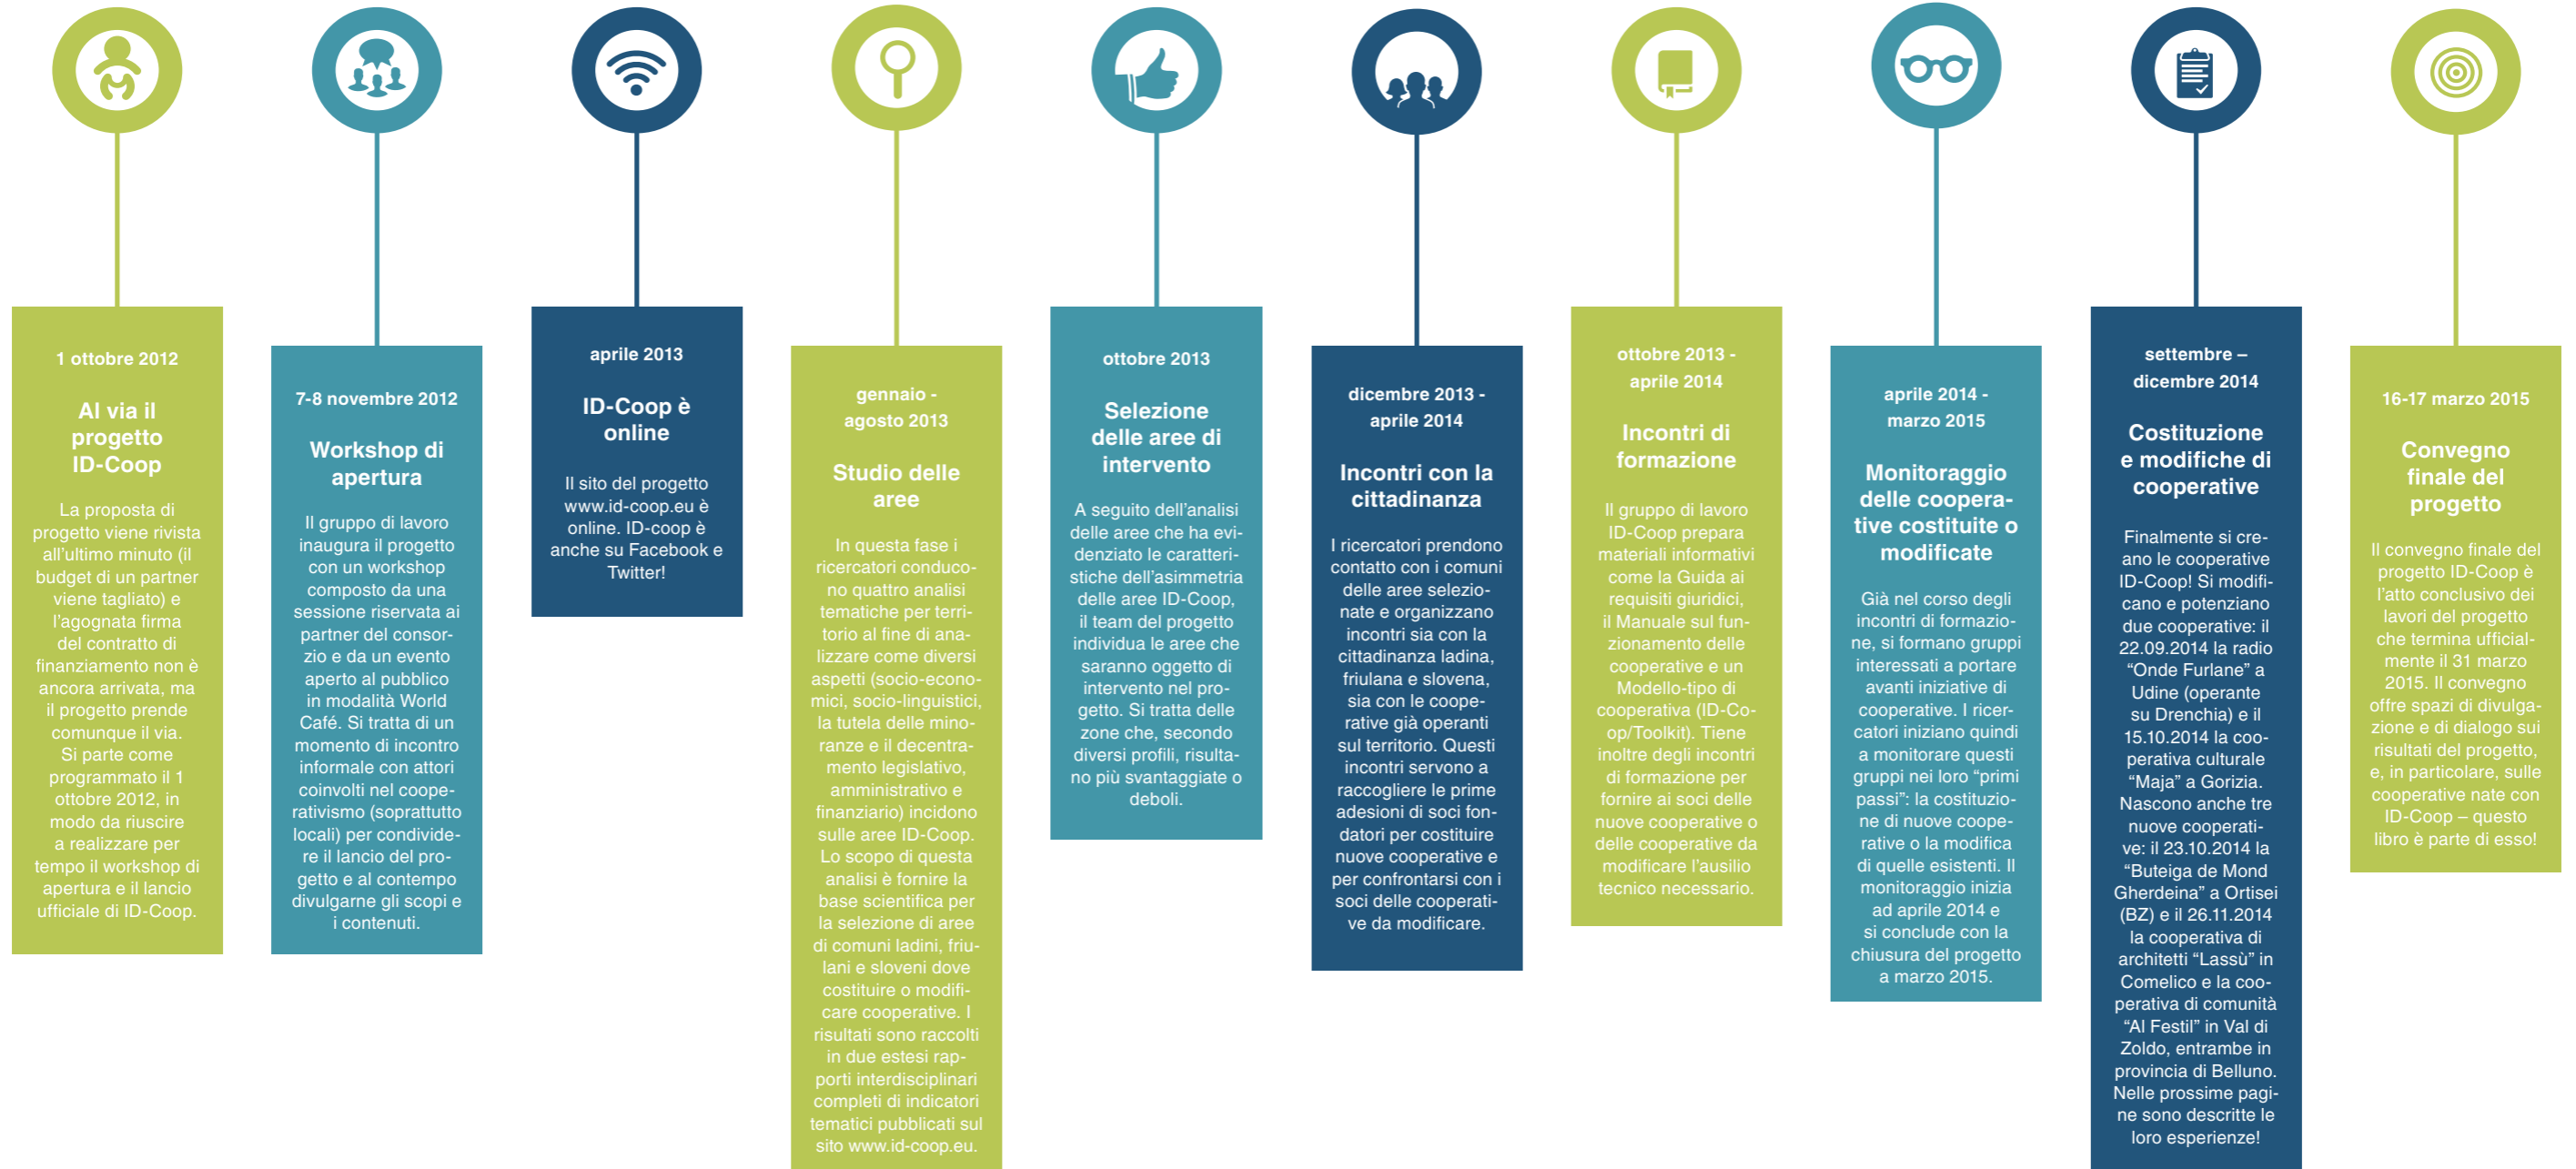 1 ottobre 2012
Al via il
progetto
ID-Coop
La proposta di
progetto viene rivista
all'ultimo minuto (il
budget di un partner
viene tagliato) e
l'agognata firma
del contratto di
finanziamento non è
ancora arrivata, ma
il progetto prende
comunque il via.
Si parte come
programmato il 1
ottobre 2012, in
modo da riuscire
a realizzare per
tempo il workshop di
apertura e il lancio
ufficiale di ID-Coop.
7-8 novembre 2012
Workshop di
apertura
Il gruppo di lavoro
inaugura il progetto
con un workshop
composto da una
sessione riservata ai
partner del consor-
zio e da un evento
aperto al pubblico
in modalità World
Café. Si tratta di un
momento di incontro
informale con attori
coinvolti nel coope-
rativismo (soprattutto
locali) per condivide-
re il lancio del pro-
getto e al contempo
divulgarne gli scopi e
i contenuti.
aprile 2013
ID-Coop è
online
Il sito del progetto
www.id-coop.eu è
online. ID-coop è
anche su Facebook e
Twitter!
gennaio -
agosto 2013
Studio delle
aree
In questa fase i
ricercatori conduco-
no quattro analisi
tematiche per terri-
torio al fine di ana-
lizzare come diversi
aspetti (socio-econo-
mici, socio-linguistici,
la tutela delle mino-
ranze e il decentra-
mento legislativo,
amministrativo e
finanziario) incidono
sulle aree ID-Coop.
Lo scopo di questa
analisi è fornire la
base scientifica per
la selezione di aree
di comuni ladini, friu-
lani e sloveni dove
costituire o modifi-
care cooperative. I
risultati sono raccolti
in due estesi rap-
porti interdisciplinari
completi di indicatori
tematici pubblicati sul
sito www.id-coop.eu.
ottobre 2013
Selezione
delle aree di
intervento
A seguito dell'analisi
delle aree che ha evi-
denziato le caratteri-
stiche dell'asimmetria
delle aree ID-Coop,
il team del progetto
individua le aree che
saranno oggetto di
intervento nel pro-
getto. Si tratta delle
zone che, secondo
diversi profili, risulta-
no più svantaggiate o
deboli.
dicembre 2013 -
aprile 2014
Incontri con la
cittadinanza
I ricercatori prendono
contatto con i comuni
delle aree selezio-
nate e organizzano
incontri sia con la
cittadinanza ladina,
friulana e slovena,
sia con le coope-
rative già operanti
sul territorio. Questi
incontri servono a
raccogliere le prime
adesioni di soci fon-
datori per costituire
nuove cooperative e
per confrontarsi con i
soci delle cooperati-
ve da modificare.
ottobre 2013 -
aprile 2014
Incontri di
formazione
Il gruppo di lavoro
ID-Coop prepara
materiali informativi
come la Guida ai
requisiti giuridici,
il Manuale sul fun-
zionamento delle
cooperative e un
Modello-tipo di
cooperativa (ID-Co-
op/Toolkit). Tiene
inoltre degli incontri
di formazione per
fornire ai soci delle
nuove cooperative o
delle cooperative da
modificare l'ausilio
tecnico necessario.
aprile 2014 -
marzo 2015
Monitoraggio
delle coopera-
tive costituite o
modificate
Già nel corso degli
incontri di formazio-
ne, si formano gruppi
interessati a portare
avanti iniziative di
cooperative. I ricer-
catori iniziano quindi
a monitorare questi
gruppi nei loro “primi
passi”: la costituzio-
ne di nuove coope-
rative o la modifica
di quelle esistenti. Il
monitoraggio inizia
ad aprile 2014 e
si conclude con la
chiusura del progetto
a marzo 2015.
settembre –
dicembre 2014
Costituzione
e modifiche di
cooperative
Finalmente si cre-
ano le cooperative
ID-Coop! Si modifi-
cano e potenziano
due cooperative: il
22.09.2014 la radio
“Onde Furlane” a
Udine (operante
su Drenchia) e il
15.10.2014 la coo-
perativa culturale
“Maja” a Gorizia.
Nascono anche tre
nuove cooperati-
ve: il 23.10.2014 la
“Buteiga de Mond
Gherdeina” a Ortisei
(BZ) e il 26.11.2014
la cooperativa di
architetti “Lassù” in
Comelico e la coo-
perativa di comunità
“Al Festil” in Val di
Zoldo, entrambe in
provincia di Belluno.
Nelle prossime pagi-
ne sono descritte le
loro esperienze!
16-17 marzo 2015
Convegno
finale del
progetto
Il convegno finale del
progetto ID-Coop è
l'atto conclusivo dei
lavori del progetto
che termina ufficial-
mente il 31 marzo
2015. Il convegno
offre spazi di divulga-
zione e di dialogo sui
risultati del progetto,
e, in particolare, sulle
cooperative nate con
ID-Coop – questo
libro è parte di esso!